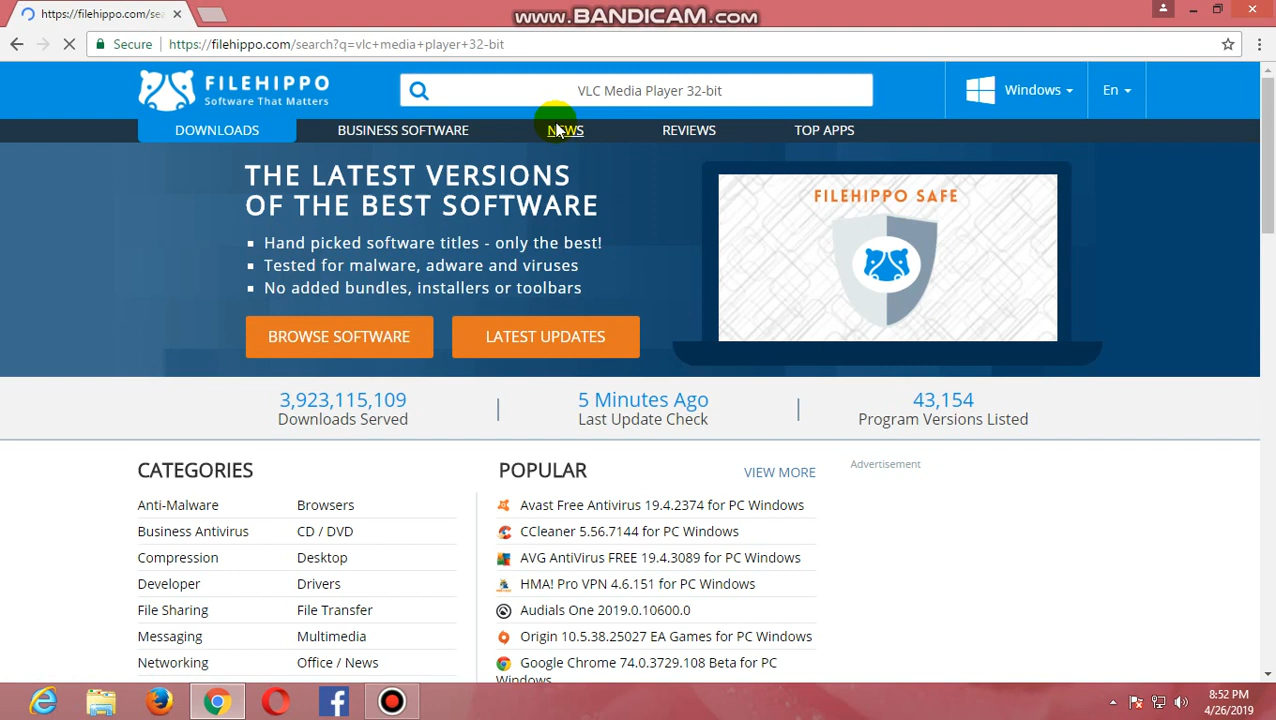 www.BANDICAM.com
https://filehippo.com/sea
Secure
https://filehippo.com/search?q=vlc+media+player+32-bit
FILEHIPPO
Software That Matters
VLC Media Player 32-bit
Windows
En
DOWNLOADS
BUSINESS SOFTWARE
NEWS
REVIEWS
TOP APPS
THE LATEST VERSIONS
OF THE BEST SOFTWARE
Hand picked software titles - only the best!
Tested for malware, adware and viruses
No added bundles, installers or toolbars
BROWSE SOFTWARE
LATEST UPDATES
FILEHIPPO SAFE
3,923,115,109
Downloads Served
5 Minutes Ago
Last Update Check
43,154
Program Versions Listed
CATEGORIES
Anti-Malware
Browsers
Business Antivirus
CD / DVD
Compression
Desktop
Developer
Drivers
File Sharing
File Transfer
Messaging
Multimedia
Networking
Office / News
POPULAR
VIEW MORE
Avast Free Antivirus 19.4.2374 for PC Windows
CCleaner 5.56.7144 for PC Windows
AVG AntiVirus FREE 19.4.3089 for PC Windows
HMA! Pro VPN 4.6.151 for PC Windows
Audials One 2019.0.10600.0
Origin 10.5.38.25027 EA Games for PC Windows
Google Chrome 74.0.3729.108 Beta for PC
Windows
Advertisement
8:52 PM
4/26/2019